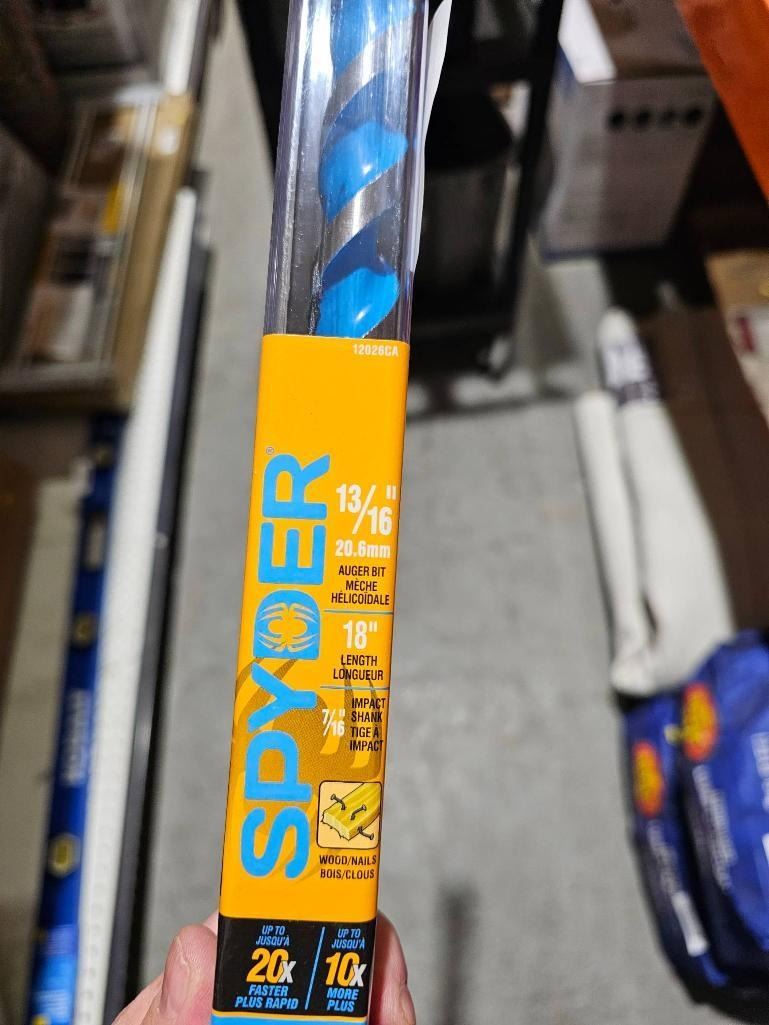 12026CA
SPYDER®
13/16"
20.6mm
AUGER BIT
MÈCHE
HÉLICOÏDALE
18"
LENGTH
LONGUEUR
7/16"
IMPACT
SHANK
TIGE À
IMPACT
WOOD/NAILS
BOIS/CLOUS
UP TO
JUSQU'À
20X
FASTER
PLUS RAPID
UP TO
JUSQU'À
10X
MORE
PLUS